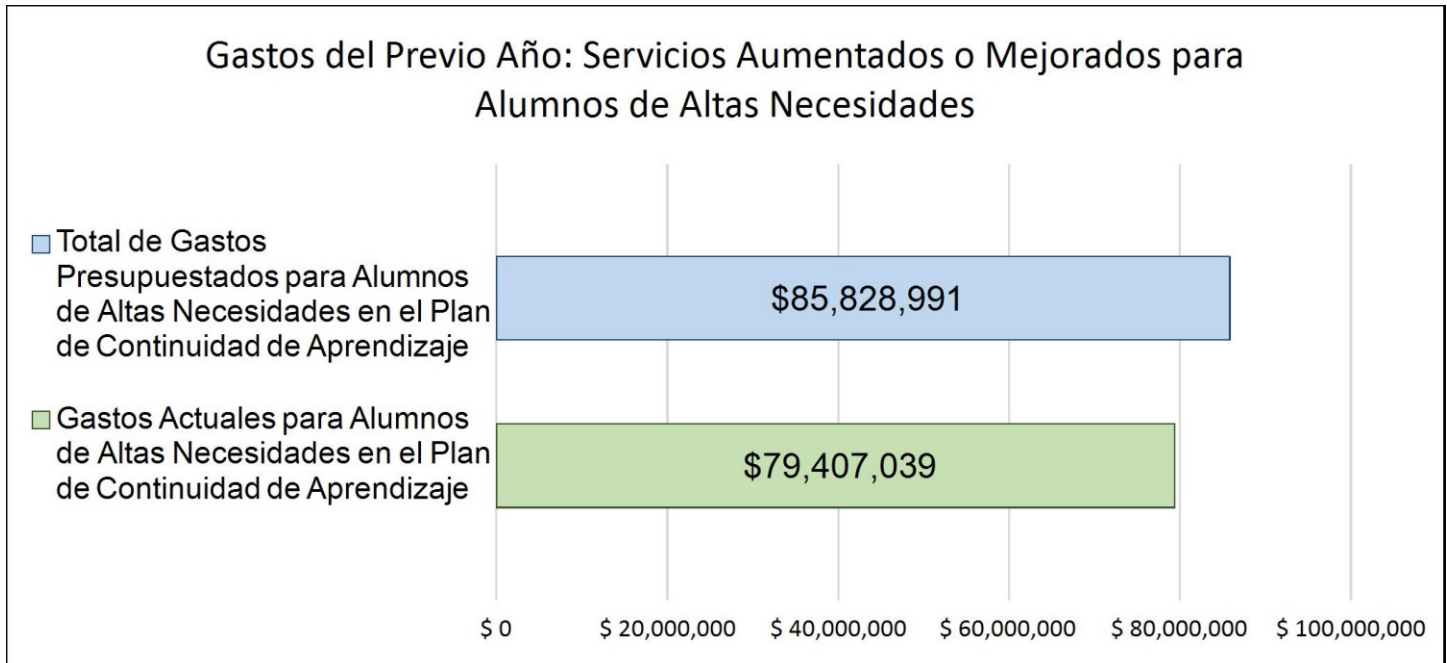 Gastos del Previo Año: Servicios Aumentados o Mejorados para
Alumnos de Altas Necesidades
Total de Gastos
Presupuestados para Alumnos
de Altas Necesidades en el Plan
de Continuidad de Aprendizaje
$85,828,991
Gastos Actuales para Alumnos
de Altas Necesidades en el Plan
de Continuidad de Aprendizaje
$79,407,039
$ 0 $ 20,000,000 $ 40,000,000 $ 60,000,000 $ 80,000,000 $ 100,000,000